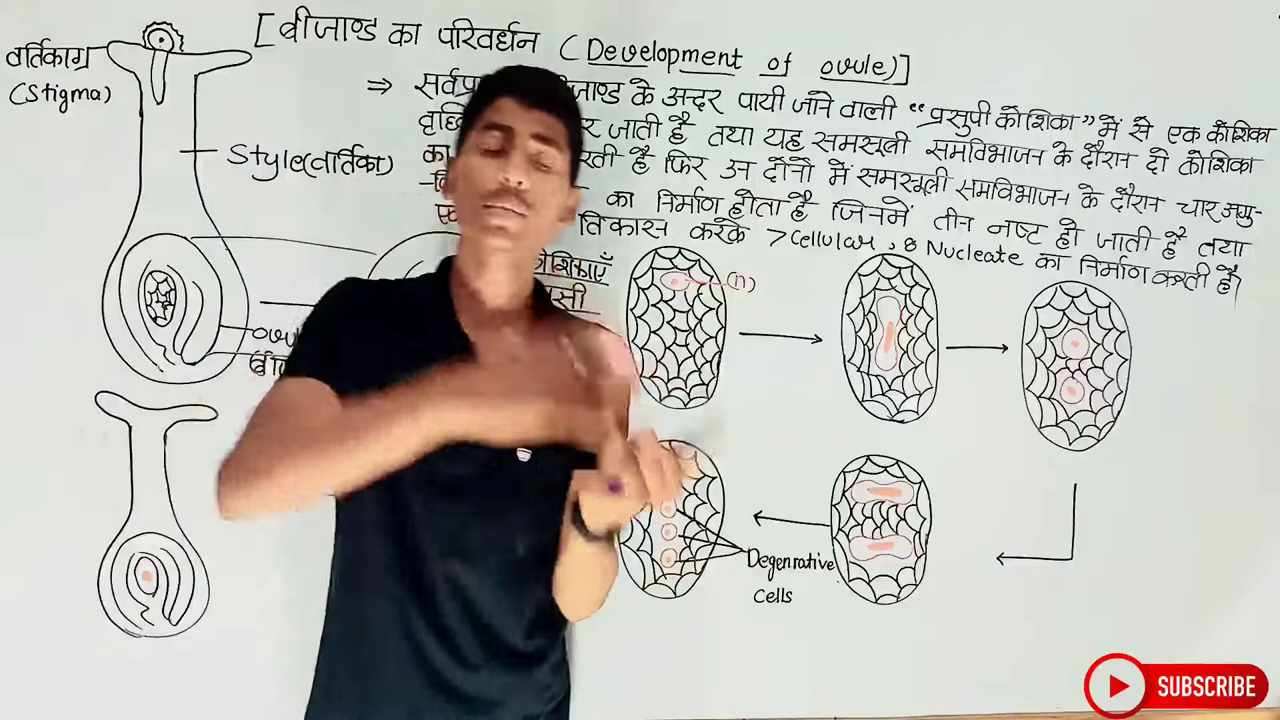 [बीजाण्ड का परिवर्धन (Development of ovule)]
वर्तिकाग्र
(Stigma)
⇒ सर्वप्र जाण्ड के अन्दर पायी जाने वाली "प्रसुपी कोशिका" में से एक कोशिका
र जाती है तथा यह समसूत्री समविभाजन के दौरान दो कोशिका
Style(वर्तिका)
का रती है फिर उन दोनों में समसूत्री समविभाजन के दौरान चार अगु-
का निर्माण होता है जिनमें तीन नष्ट हो जाती है तथा
विकास करके 7 cellular, 8 Nucleate का निर्माण करती है।
(n)
Degenrative
cells
SUBSCRIBE